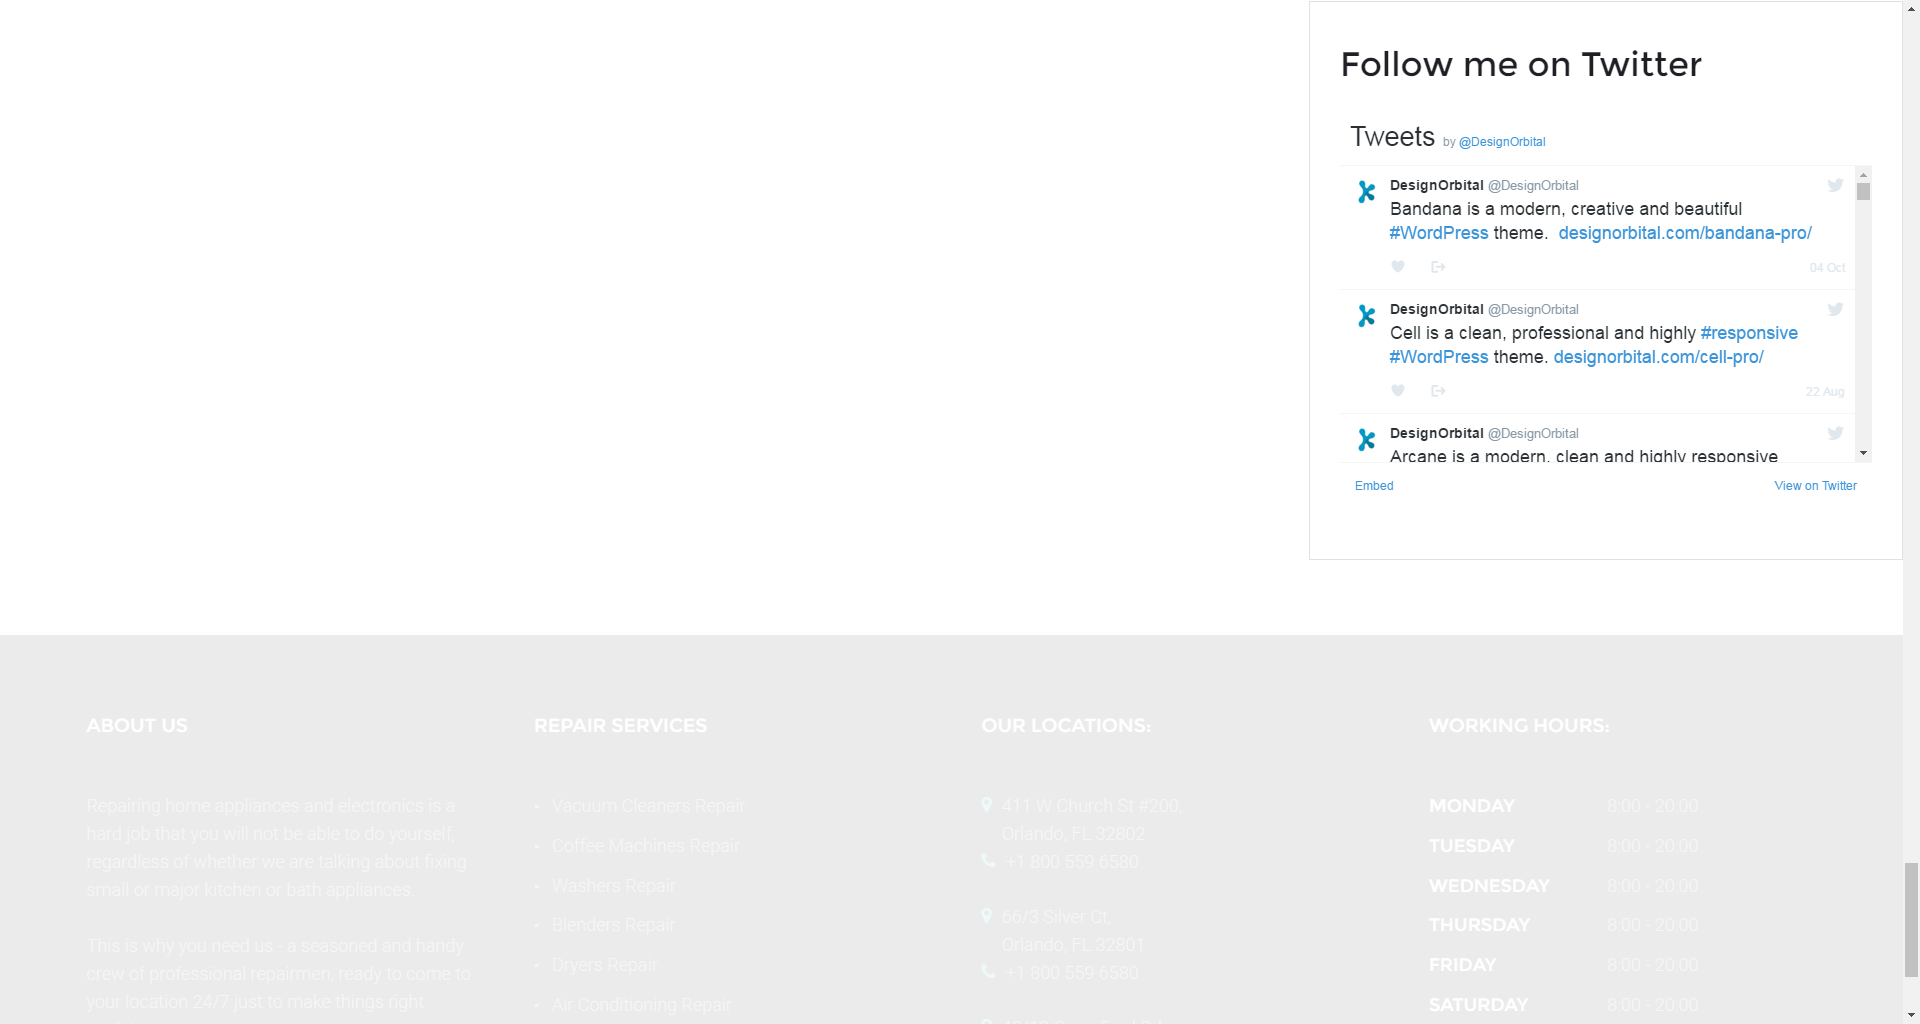 Follow me on Twitter
Tweets by @DesignOrbital
DesignOrbital @DesignOrbital
Bandana is a modern, creative and beautiful
#WordPress theme.  designorbital.com/bandana-pro/
04 Oct
DesignOrbital @DesignOrbital
Cell is a clean, professional and highly #responsive
#WordPress theme. designorbital.com/cell-pro/
22 Aug
DesignOrbital @DesignOrbital
Arcane is a modern, clean and highly responsive
Embed
View on Twitter
ABOUT US
Repairing home appliances and electronics is a
hard job that you will not be able to do yourself,
regardless of whether we are talking about fixing
small or major kitchen or bath appliances.
This is why you need us - a seasoned and handy
crew of professional repairmen, ready to come to
your location 24/7 just to make things right
REPAIR SERVICES
Vacuum Cleaners Repair
Coffee Machines Repair
Washers Repair
Blenders Repair
Dryers Repair
Air Conditioning Repair
OUR LOCATIONS:
411 W Church St #200,
Orlando, FL 32802
+1 800 559 6580
66/3 Silver Ct,
Orlando, FL 32801
+1 800 559 6580
WORKING HOURS:
MONDAY 8:00 - 20:00
TUESDAY 8:00 - 20:00
WEDNESDAY 8:00 - 20:00
THURSDAY 8:00 - 20:00
FRIDAY 8:00 - 20:00
SATURDAY 8:00 - 20:00